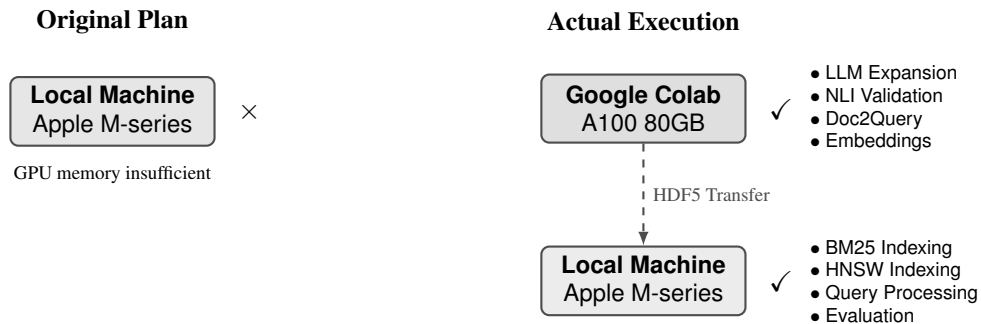 Original Plan
Local Machine
Apple M-series
×
GPU memory insufficient
Actual Execution
Google Colab
A100 80GB
✓
• LLM Expansion
• NLI Validation
• Doc2Query
• Embeddings
HDF5 Transfer
Local Machine
Apple M-series
✓
• BM25 Indexing
• HNSW Indexing
• Query Processing
• Evaluation